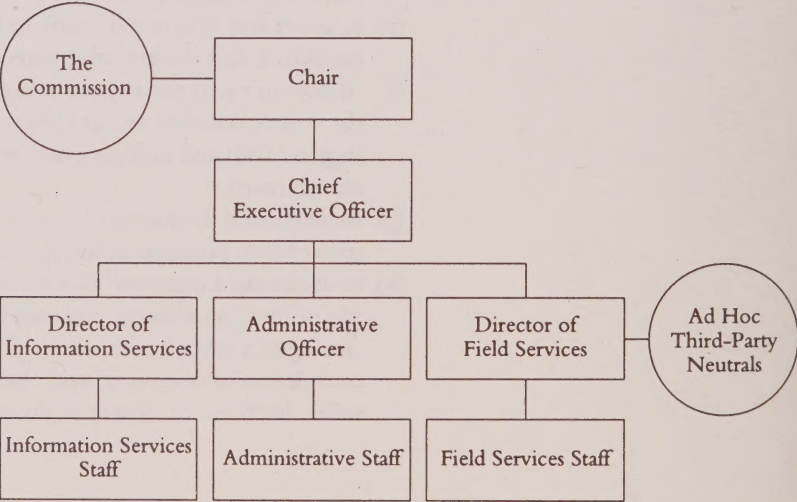 The
Commission
Chair
Chief
Executive Officer
Director of
Information Services
Administrative
Officer
Director of
Field Services
Ad Hoc
Third-Party
Neutrals
Information Services
Staff
Administrative Staff
Field Services Staff